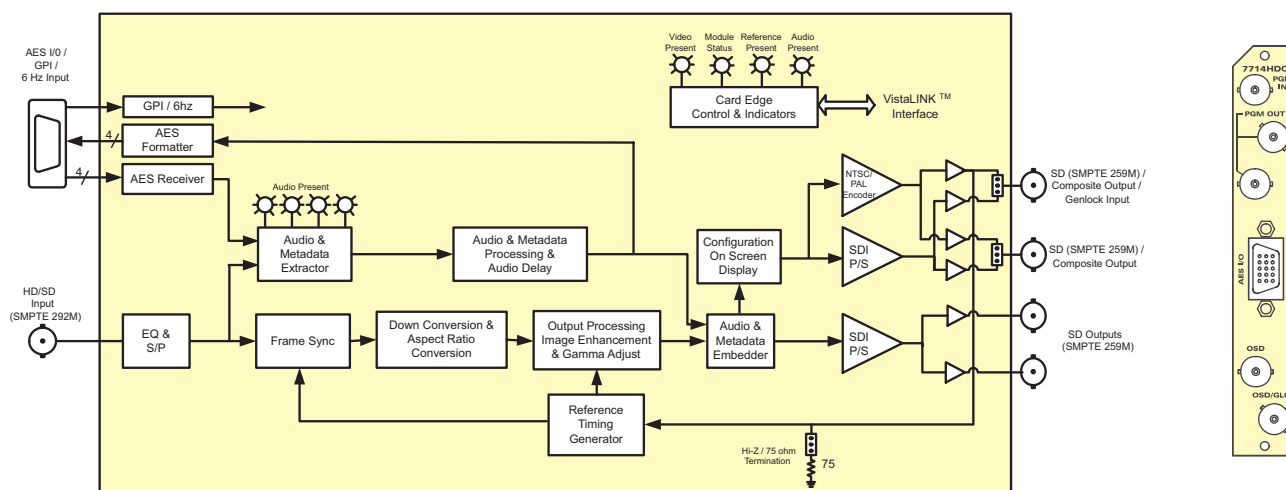 AES I/0 /
GPI /
6 Hz Input
GPI / 6hz
4
AES
Formatter
4
AES Receiver
Video
Present
Module
Status
Reference
Present
Audio
Present
Card Edge
Control & Indicators
VistaLINK ™
Interface
Audio Present
Audio &
Metadata
Extractor
Audio & Metadata
Processing &
Audio Delay
Configuration
On Screen
Display
NTSC/
PAL
Encoder
SDI
P/S
SD (SMPTE 259M) /
Composite Output /
Genlock Input
SD (SMPTE 259M) /
Composite Output
HD/SD
Input
(SMPTE 292M)
EQ &
S/P
Frame Sync
Down Conversion &
Aspect Ratio
Conversion
Output Processing
Image Enhancement
& Gamma Adjust
Audio &
Metadata
Embedder
SDI
P/S
SD Outputs
(SMPTE 259M)
Reference
Timing
Generator
Hi-Z / 75 ohm
Termination
75
PGM OUT
AES I/O
OSD